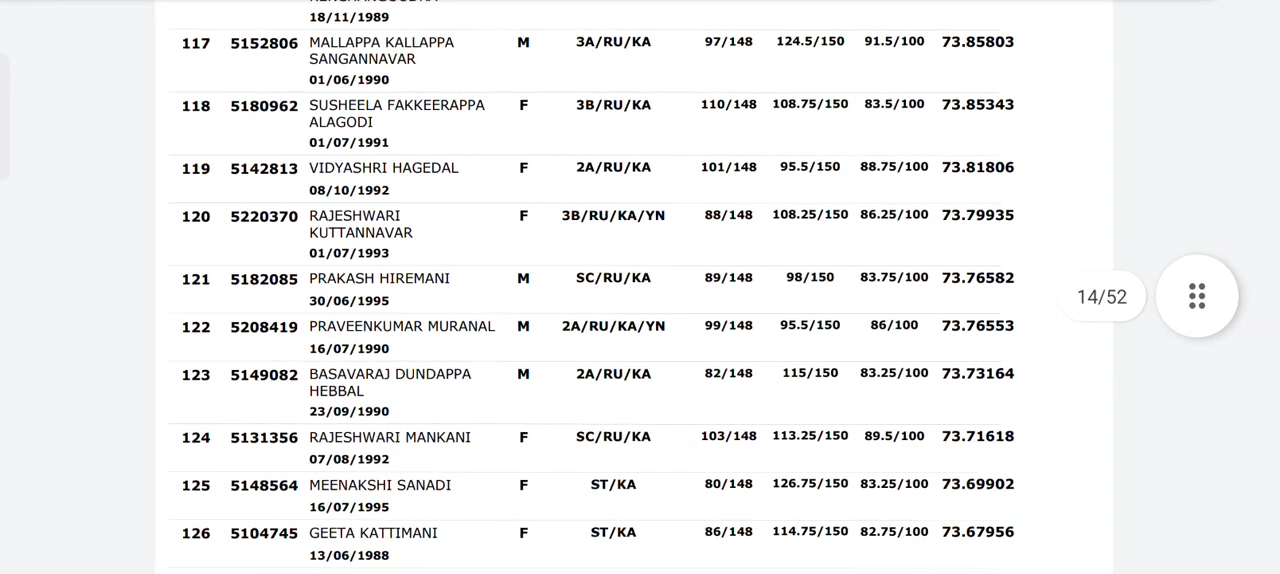 18/11/1989
117 5152806 MALLAPPA KALLAPPA M 3A/RU/KA 97/148 124.5/150 91.5/100 73.85803
SANGANNAVAR
01/06/1990
118 5180962 SUSHEELA FAKKEERAPPA F 3B/RU/KA 110/148 108.75/150 83.5/100 73.85343
ALAGODI
01/07/1991
119 5142813 VIDYASHRI HAGEDAL F 2A/RU/KA 101/148 95.5/150 88.75/100 73.81806
08/10/1992
120 5220370 RAJESHWARI F 3B/RU/KA/YN 88/148 108.25/150 86.25/100 73.79935
KUTTANNAVAR
01/07/1993
121 5182085 PRAKASH HIREMANI M SC/RU/KA 89/148 98/150 83.75/100 73.76582
30/06/1995
14/52
122 5208419 PRAVEENKUMAR MURANAL M 2A/RU/KA/YN 99/148 95.5/150 86/100 73.76553
16/07/1990
123 5149082 BASAVARAJ DUNDAPPA M 2A/RU/KA 82/148 115/150 83.25/100 73.73164
HEBBAL
23/09/1990
124 5131356 RAJESHWARI MANKANI F SC/RU/KA 103/148 113.25/150 89.5/100 73.71618
07/08/1992
125 5148564 MEENAKSHI SANADI F ST/KA 80/148 126.75/150 83.25/100 73.69902
16/07/1995
126 5104745 GEETA KATTIMANI F ST/KA 86/148 114.75/150 82.75/100 73.67956
13/06/1988